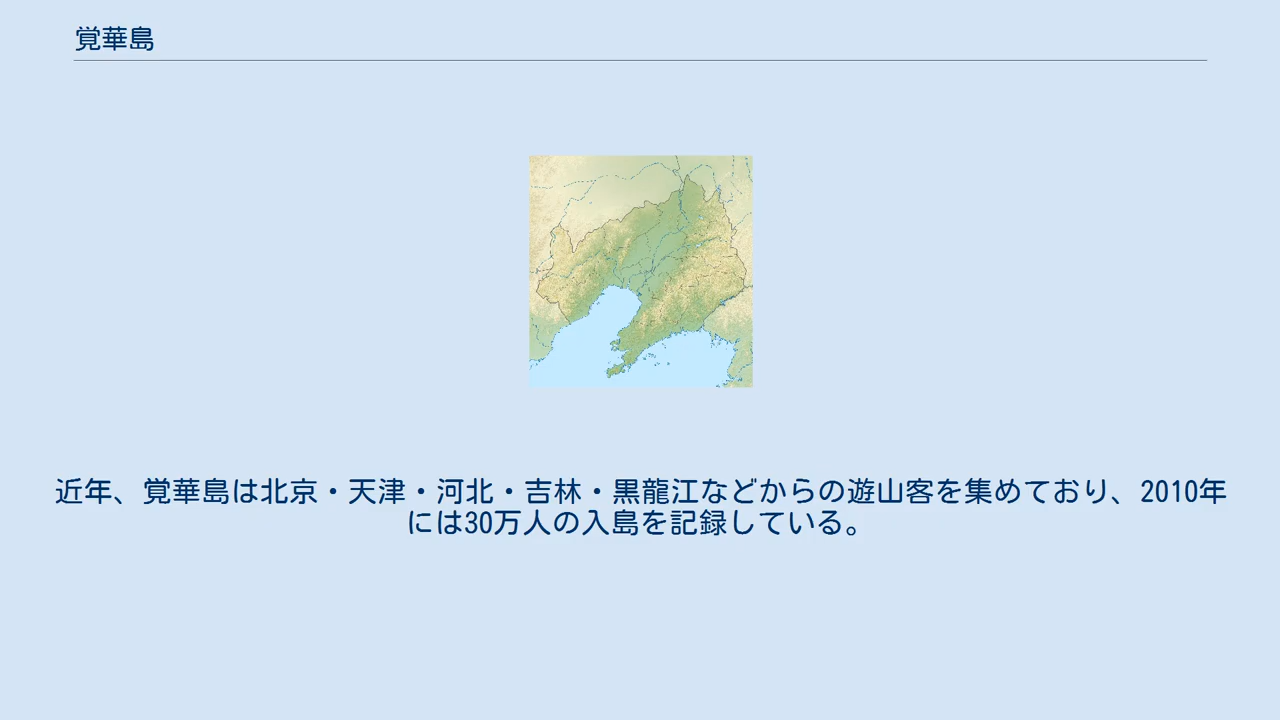 覚華島
近年、覚華島は北京・天津・河北・吉林・黒龍江などからの遊山客を集めており、2010年
には30万人の入島を記録している。